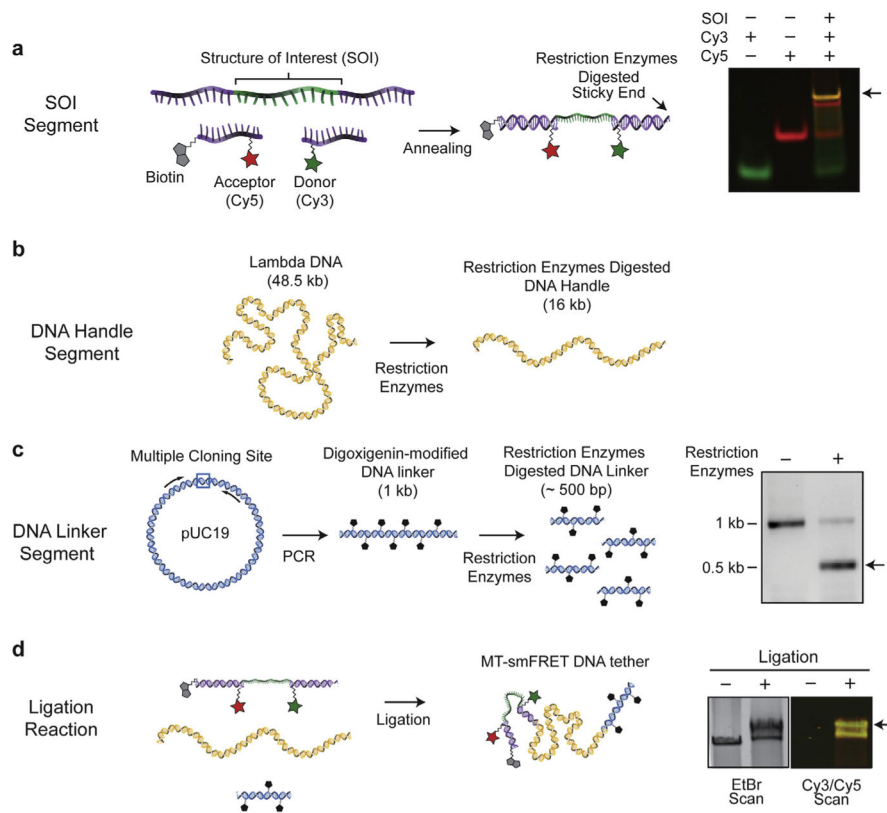 a
SOI
Segment
Structure of Interest (SOI)
Biotin
Acceptor
(Cy5)
Donor
(Cy3)
Annealing
Restriction Enzymes
Digested
Sticky End
SOI − − +
Cy3 + − +
Cy5 − + +
b
DNA Handle
Segment
Lambda DNA
(48.5 kb)
Restriction
Enzymes
Restriction Enzymes Digested
DNA Handle
(16 kb)
c
DNA Linker
Segment
Multiple Cloning Site
pUC19
PCR
Digoxigenin-modified
DNA linker
(1 kb)
Restriction
Enzymes
Restriction Enzymes
Digested DNA Linker
(~ 500 bp)
Restriction
Enzymes − +
1 kb
0.5 kb
d
Ligation
Reaction
Ligation
MT-smFRET DNA tether
Ligation
− + − +
EtBr
Scan
Cy3/Cy5
Scan